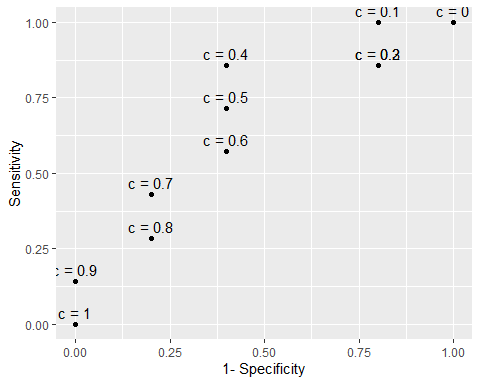 1.00
0.75
0.50
0.25
0.00
Sensitivity
c = 0.1
c = 0
c = 0.4
c = 0.5
c = 0.6
c = 0.7
c = 0.8
c = 0.9
c = 1
0.00 0.25 0.50 0.75 1.00
1- Specificity